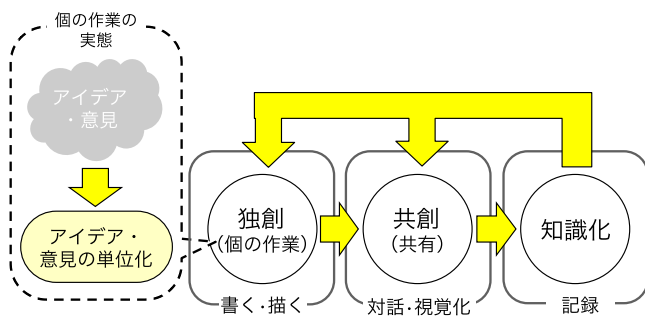 個の作業の
実態
アイデア
・意見
アイデア・
意見の単位化
独創
（個の作業）
書く・描く
共創
（共有）
対話・視覚化
知識化
記録